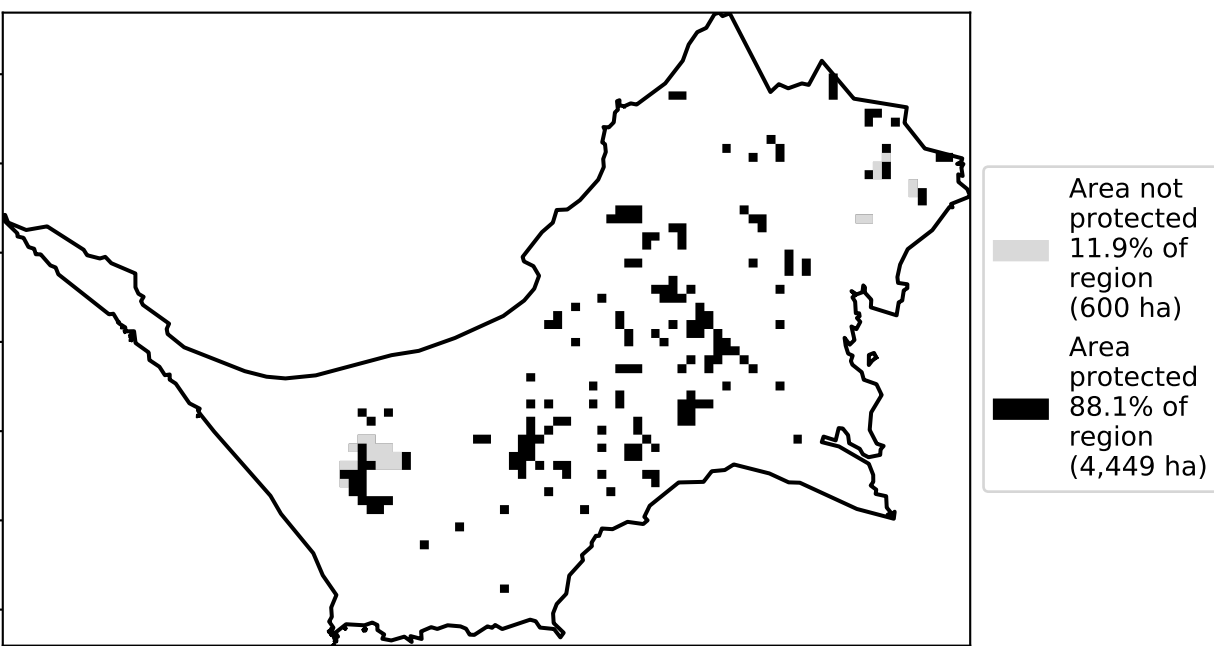 Area not
protected
11.9% of
region
(600 ha)
Area
protected
88.1% of
region
(4,449 ha)